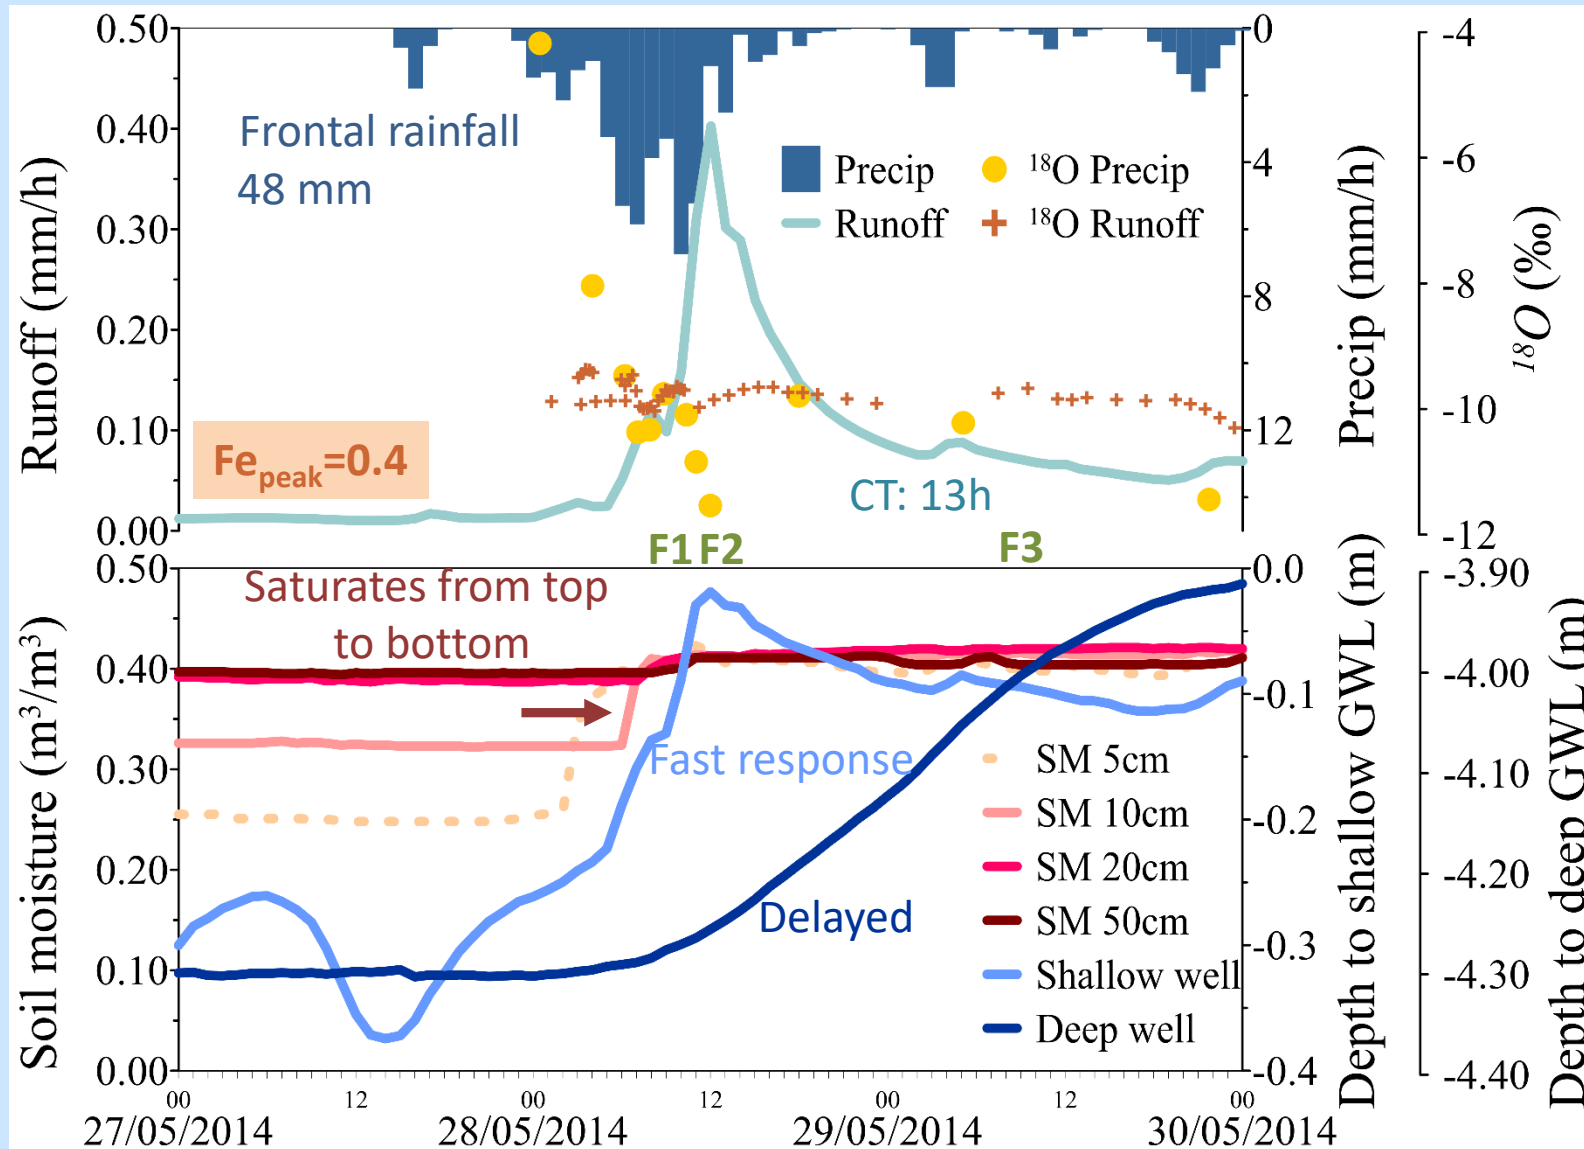 0.50
0.40
0.30
0.20
0.10
0.00
Runoff (mm/h)
0
4
8
12
Precip (mm/h)
-4
-6
-8
-10
-12
¹⁸O (‰)
Frontal rainfall
48 mm
Precip
Runoff
¹⁸O Precip
¹⁸O Runoff
Fe_peak=0.4
CT: 13h
F1 F2
F3
0.50
0.40
0.30
0.20
0.10
0.00
Soil moisture (m³/m³)
0.0
-0.1
-0.2
-0.3
-0.4
Depth to shallow GWL (m)
-3.90
-4.00
-4.10
-4.20
-4.30
-4.40
Depth to deep GWL (m)
Saturates from top
to bottom
Fast response
Delayed
SM 5cm
SM 10cm
SM 20cm
SM 50cm
Shallow well
Deep well
00 12 00 12 00 12 00
27/05/2014 28/05/2014 29/05/2014 30/05/2014